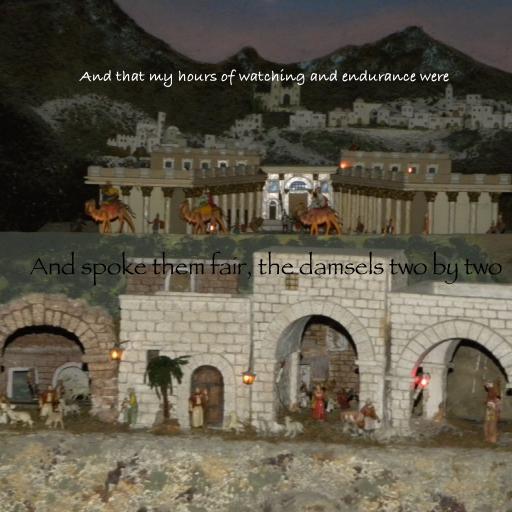 And that my hours of watching and endurance were
And spoke them fair, the damsels two by two